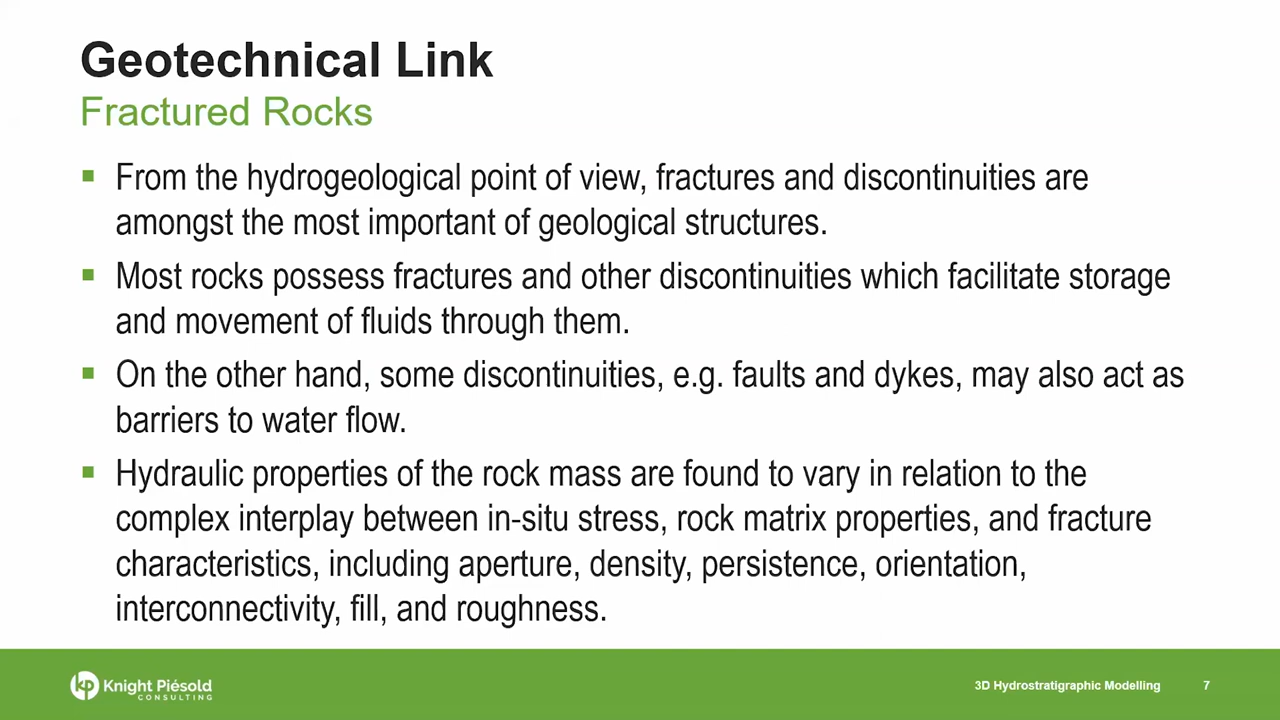 Geotechnical Link
Fractured Rocks
▪ From the hydrogeological point of view, fractures and discontinuities are
amongst the most important of geological structures.
▪ Most rocks possess fractures and other discontinuities which facilitate storage
and movement of fluids through them.
▪ On the other hand, some discontinuities, e.g. faults and dykes, may also act as
barriers to water flow.
▪ Hydraulic properties of the rock mass are found to vary in relation to the
complex interplay between in-situ stress, rock matrix properties, and fracture
characteristics, including aperture, density, persistence, orientation,
interconnectivity, fill, and roughness.
kp Knight Piésold
CONSULTING
3D Hydrostratigraphic Modelling 7